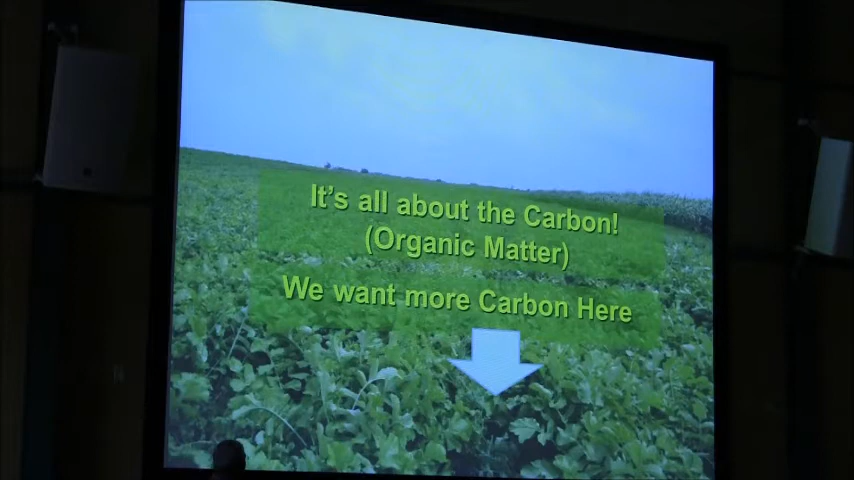 It's all about the Carbon!
(Organic Matter)
We want more Carbon Here